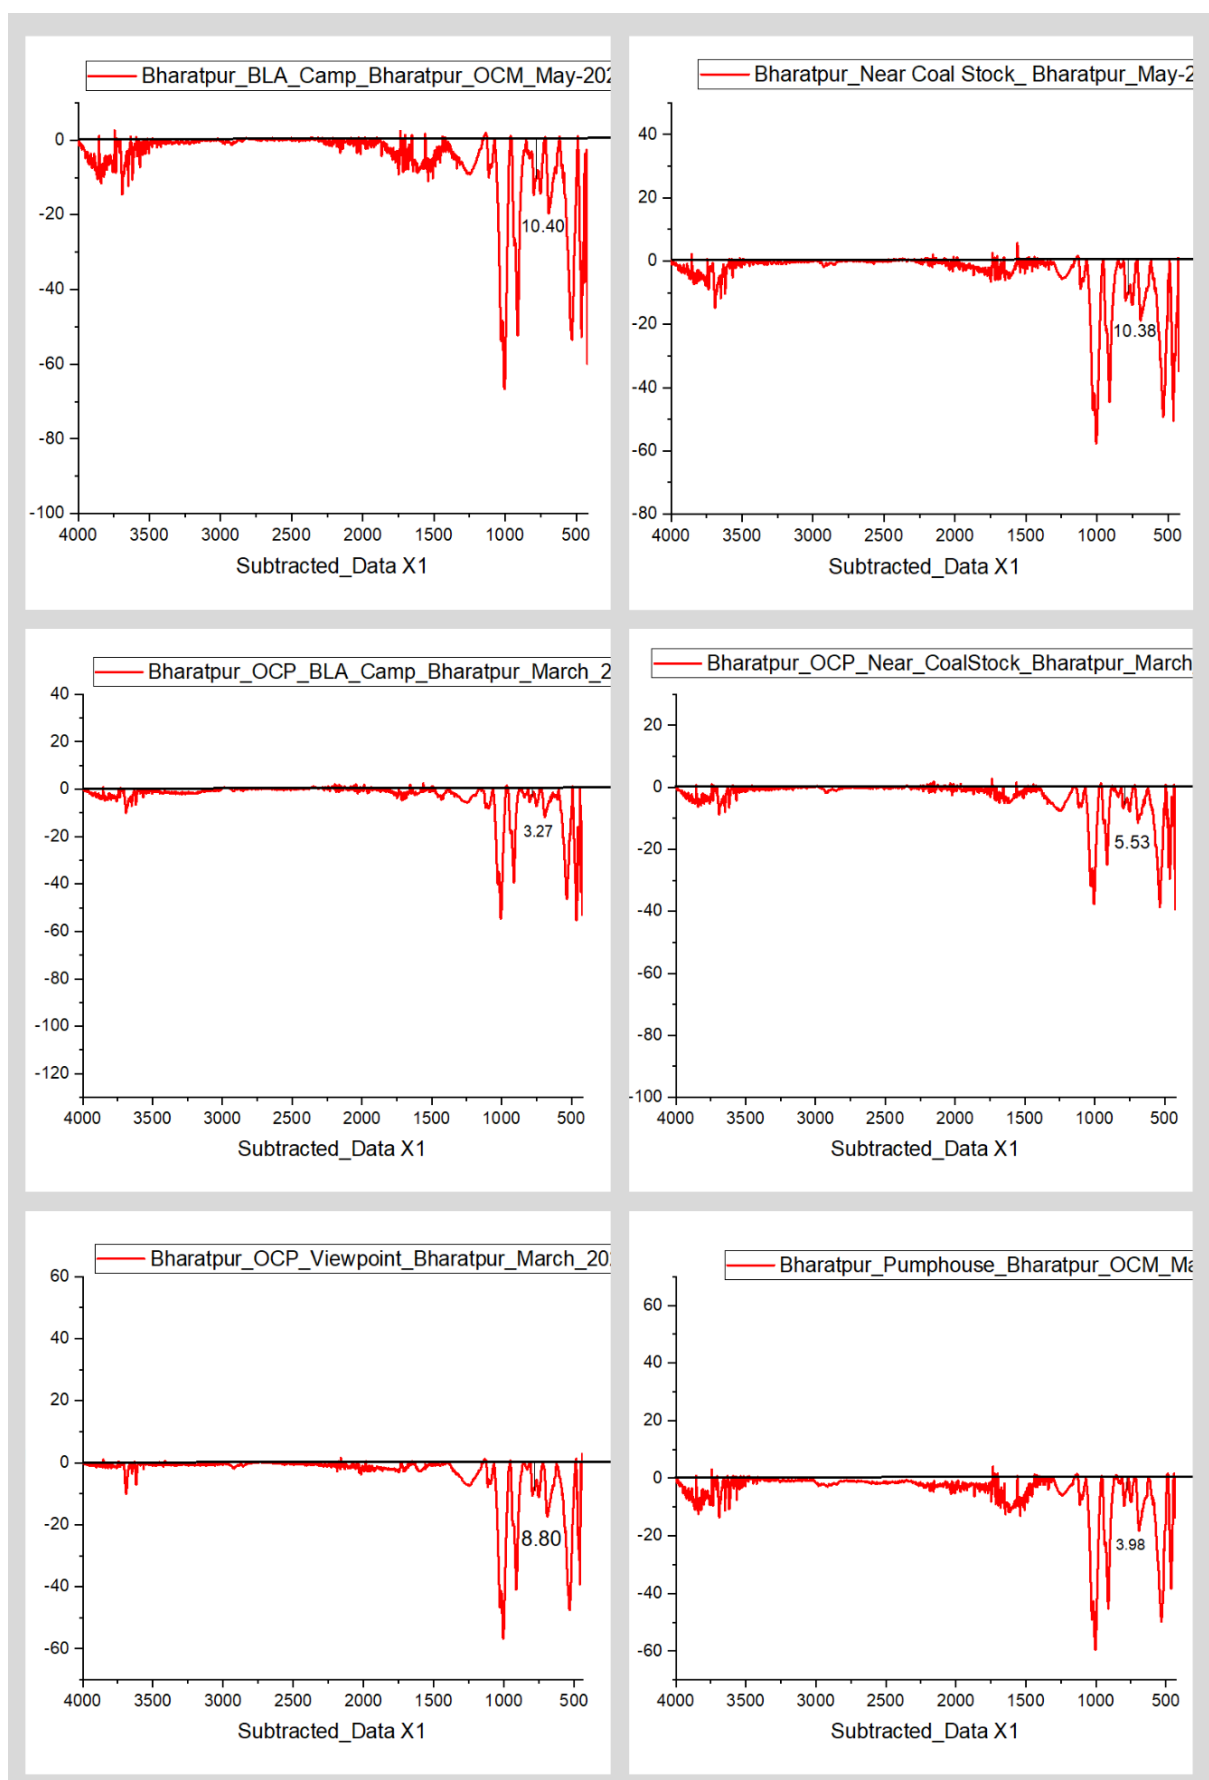 Bharatpur_BLA_Camp_Bharatpur_OCM_May-202
0
-20
-40
-60
-80
-100
10.40
4000 3500 3000 2500 2000 1500 1000 500
Subtracted_Data X1
Bharatpur_Near Coal Stock_ Bharatpur_May-2
40
20
0
-20
-40
-60
-80
10.38
4000 3500 3000 2500 2000 1500 1000 500
Subtracted_Data X1
Bharatpur_OCP_BLA_Camp_Bharatpur_March_2
40
20
0
-20
-40
-60
-80
-100
-120
3.27
4000 3500 3000 2500 2000 1500 1000 500
Subtracted_Data X1
Bharatpur_OCP_Near_CoalStock_Bharatpur_March
20
0
-20
-40
-60
-80
-100
5.53
4000 3500 3000 2500 2000 1500 1000 500
Subtracted_Data X1
Bharatpur_OCP_Viewpoint_Bharatpur_March_202
60
40
20
0
-20
-40
-60
8.80
4000 3500 3000 2500 2000 1500 1000 500
Subtracted_Data X1
Bharatpur_Pumphouse_Bharatpur_OCM_Ma
60
40
20
0
-20
-40
-60
3.98
4000 3500 3000 2500 2000 1500 1000 500
Subtracted_Data X1